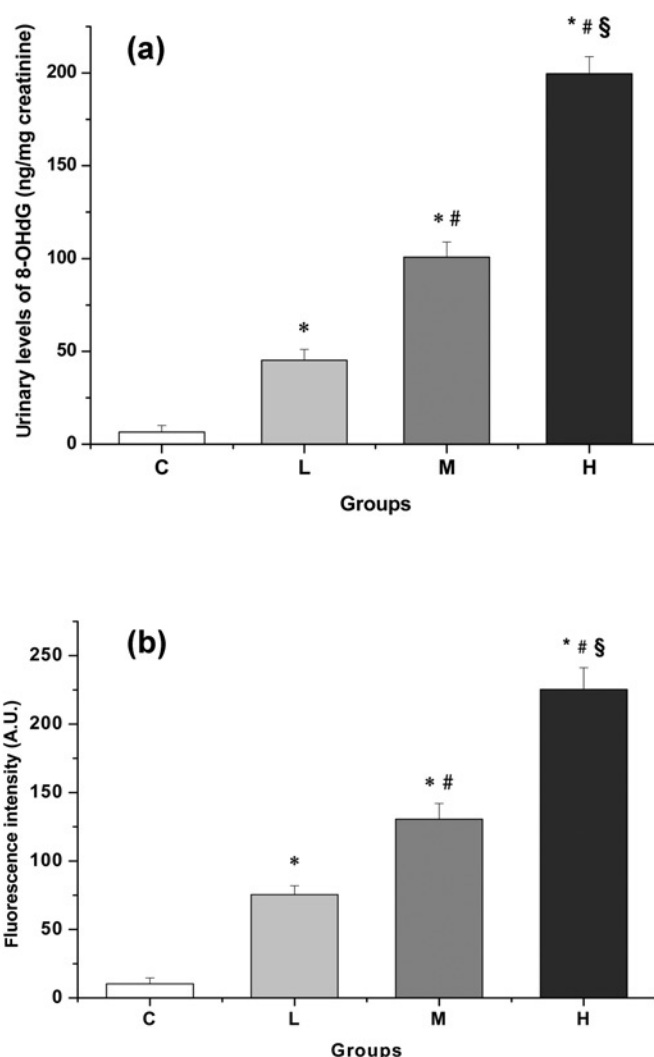 (a)
Urinary levels of 8-OHdG (ng/mg creatinine)
200
150
100
50
0
*
* #
* # §
C L M H
Groups
(b)
Fluorescence intensity (A.U.)
250
200
150
100
50
0
*
* #
* # §
C L M H
Groups